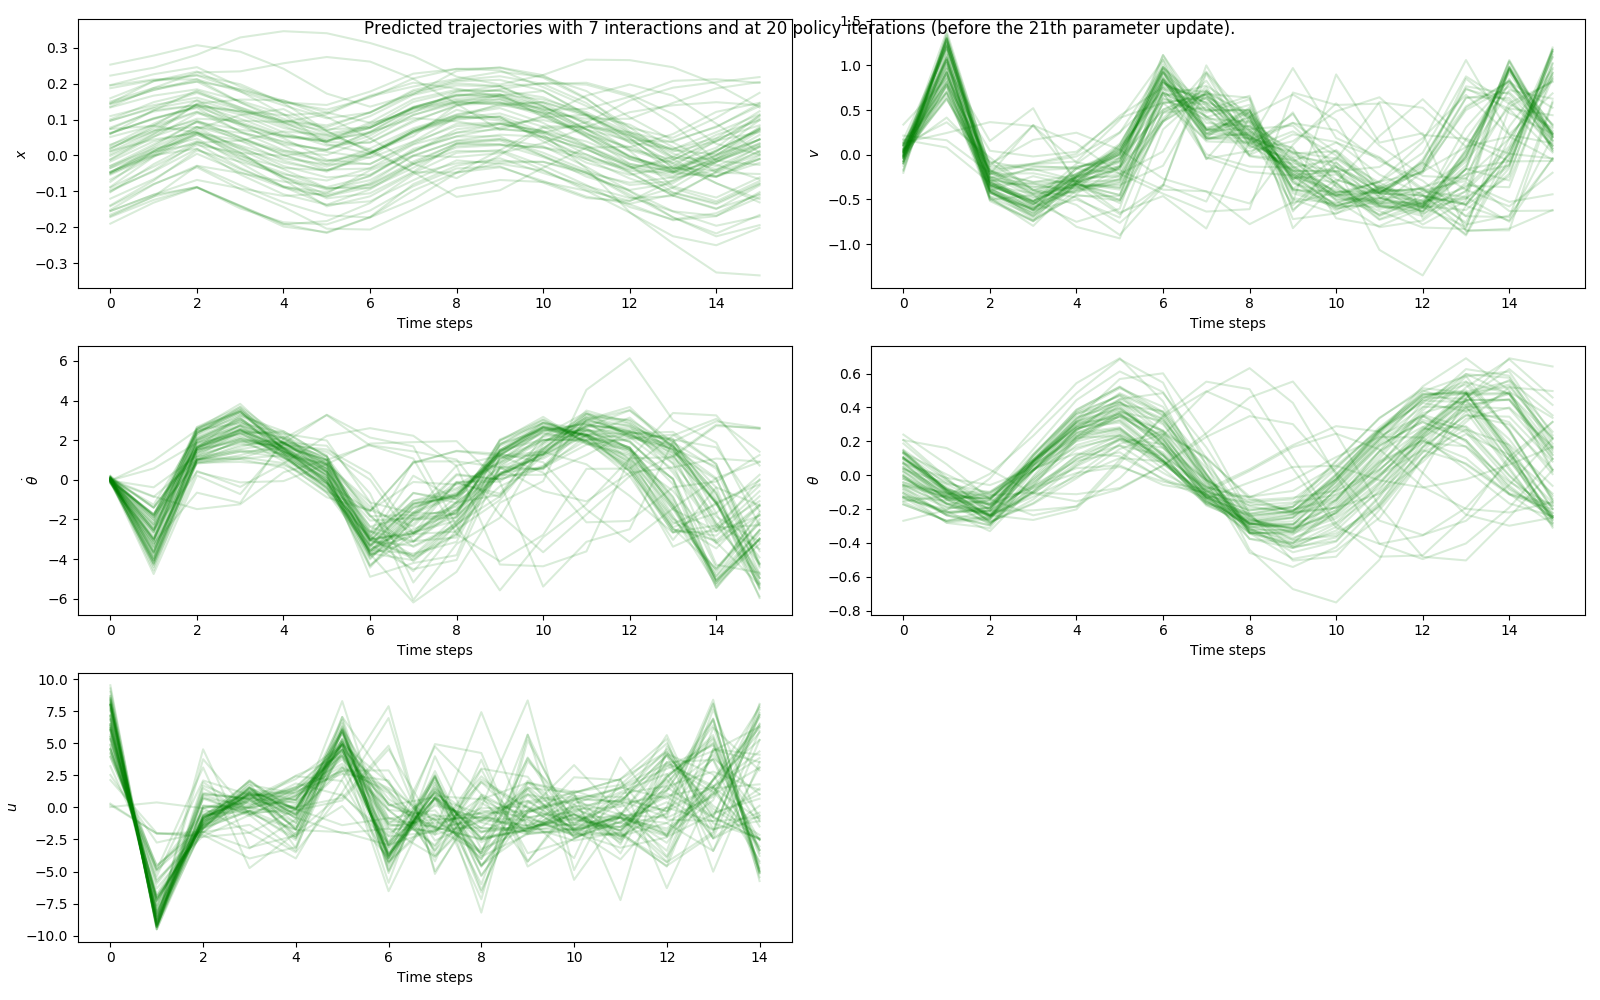 Predicted trajectories with 7 interactions and at 20 policy iterations (before the 21th parameter update).
0.3
0.2
0.1
0.0
−0.1
−0.2
−0.3
x
0 2 4 6 8 10 12 14
Time steps
1.5
1.0
0.5
0.0
−0.5
−1.0
v
0 2 4 6 8 10 12 14
Time steps
6
4
2
0
−2
−4
−6
θ̇
0 2 4 6 8 10 12 14
Time steps
0.6
0.4
0.2
0.0
−0.2
−0.4
−0.6
−0.8
θ
0 2 4 6 8 10 12 14
Time steps
10.0
7.5
5.0
2.5
0.0
−2.5
−5.0
−7.5
−10.0
u
0 2 4 6 8 10 12 14
Time steps